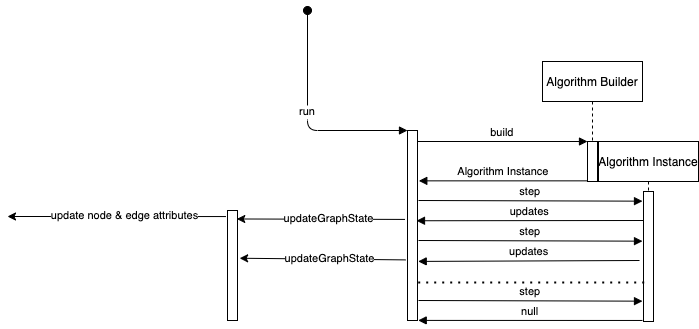 Algorithm Builder
run
build
Algorithm Instance
Algorithm Instance
step
update node & edge attributes
updateGraphState
updates
step
updateGraphState
updates
step
null